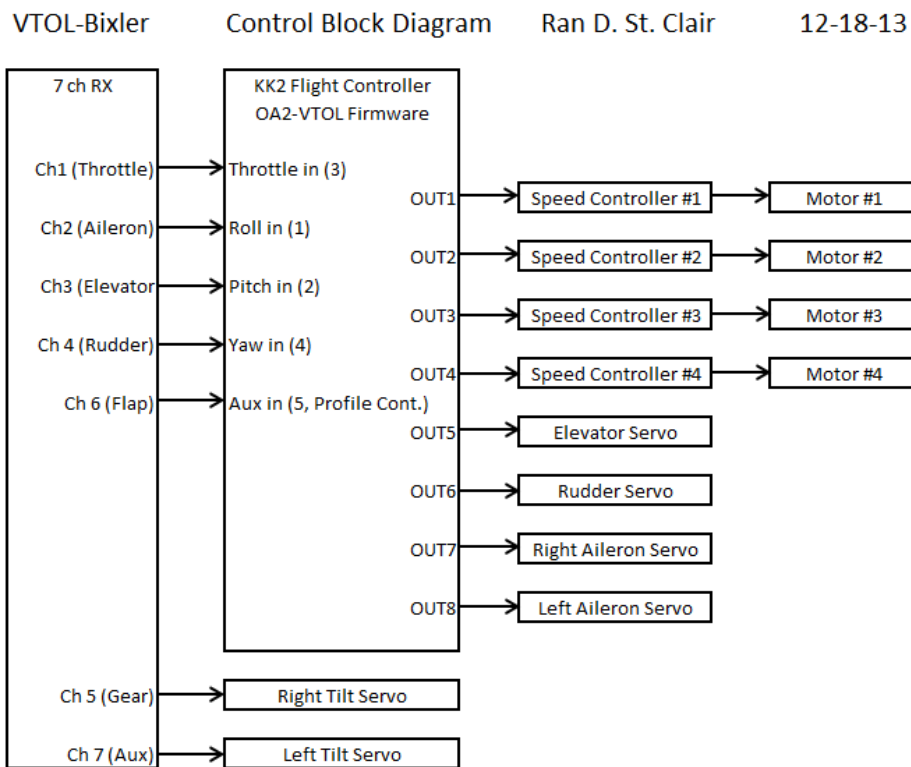 VTOL-Bixler Control Block Diagram Ran D. St. Clair 12-18-13
7 ch RX
KK2 Flight Controller
OA2-VTOL Firmware
Ch1 (Throttle)
Throttle in (3)
OUT1
Speed Controller #1
Motor #1
Ch2 (Aileron)
Roll in (1)
OUT2
Speed Controller #2
Motor #2
Ch3 (Elevator
Pitch in (2)
OUT3
Speed Controller #3
Motor #3
Ch 4 (Rudder)
Yaw in (4)
OUT4
Speed Controller #4
Motor #4
Ch 6 (Flap)
Aux in (5, Profile Cont.)
OUT5
Elevator Servo
OUT6
Rudder Servo
OUT7
Right Aileron Servo
OUT8
Left Aileron Servo
Ch 5 (Gear)
Right Tilt Servo
Ch 7 (Aux)
Left Tilt Servo